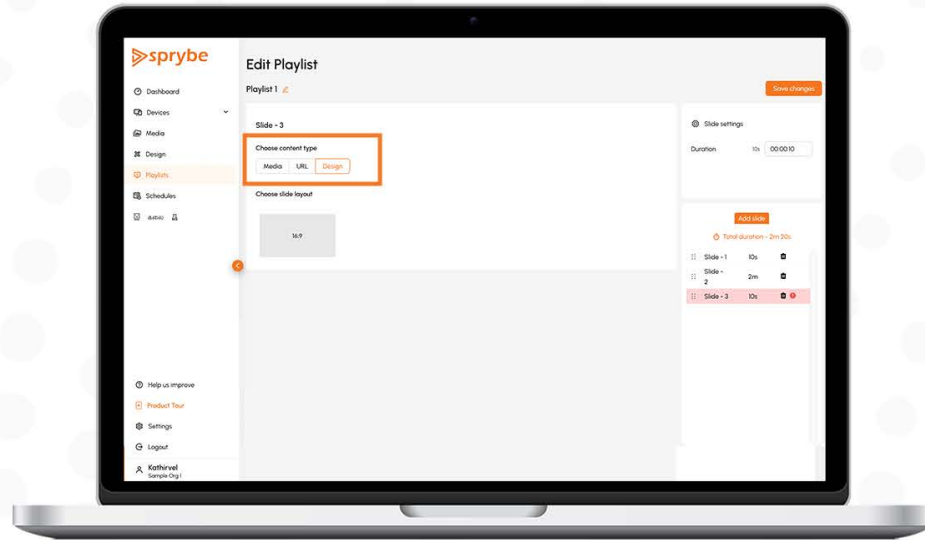 sprybe
Dashboard
Devices
Media
Design
Playlists
Schedules
Help us improve
Product Tour
Settings
Logout
Kathirvel
Sample Org 1
Edit Playlist
Playlist 1
Save changes
Slide - 3
Choose content type
Media URL Design
Choose slide layout
16:9
Slide settings
Duration 10s 00:00:10
Add slide
Total duration - 2m 20s
Slide - 1 10s
Slide -
2 2m
Slide - 3 10s